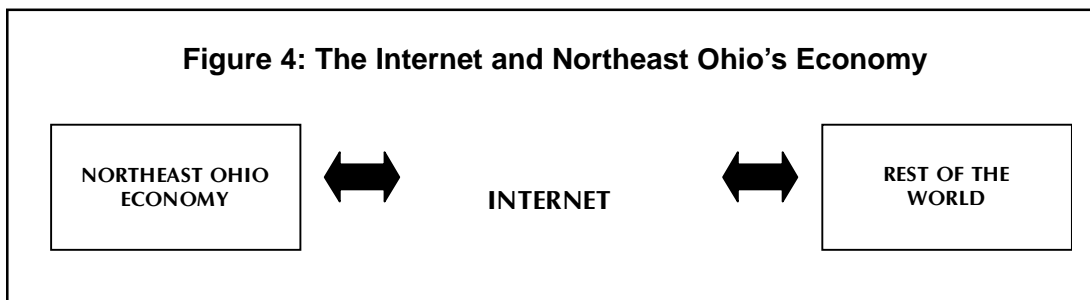 Figure 4: The Internet and Northeast Ohio's Economy
NORTHEAST OHIO
ECONOMY
INTERNET
REST OF THE
WORLD